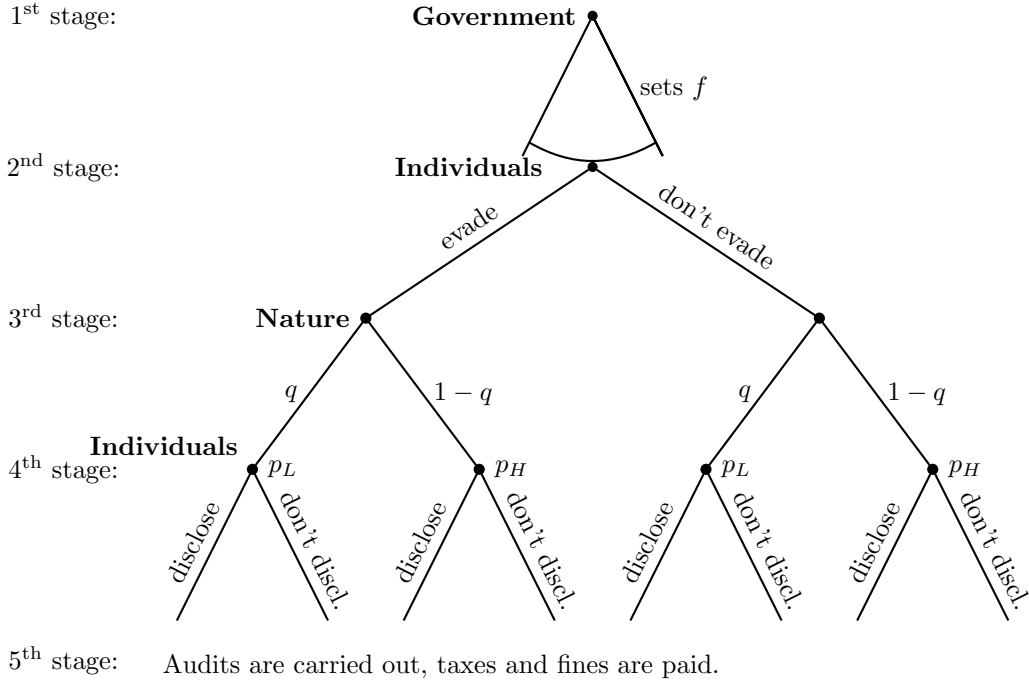 1st stage:
Government
sets f
2nd stage:
Individuals
evade
don't evade
3rd stage:
Nature
q
1 − q
q
1 − q
Individuals
4th stage:
pL
pH
pL
pH
disclose
don't discl.
disclose
don't discl.
disclose
don't discl.
disclose
don't discl.
5th stage:
Audits are carried out, taxes and fines are paid.